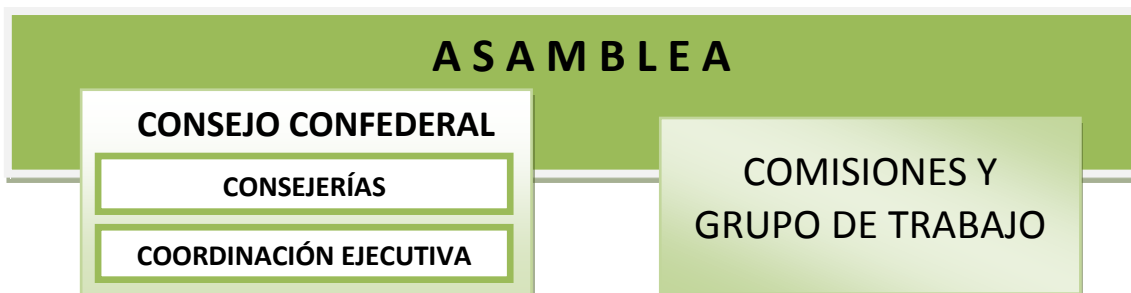 A S A M B L E A
CONSEJO CONFEDERAL
CONSEJERÍAS
COORDINACIÓN EJECUTIVA
COMISIONES Y
GRUPO DE TRABAJO